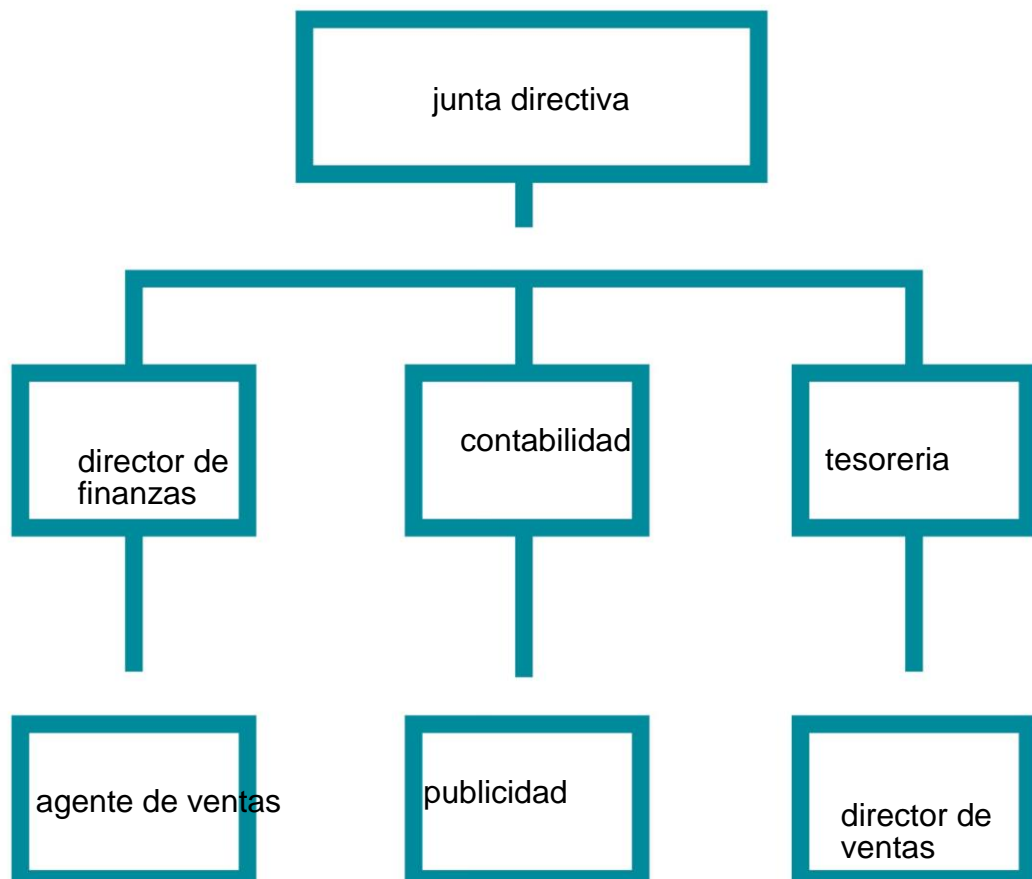 junta directiva
director de
finanzas
contabilidad
tesoreria
agente de ventas
publicidad
director de
ventas